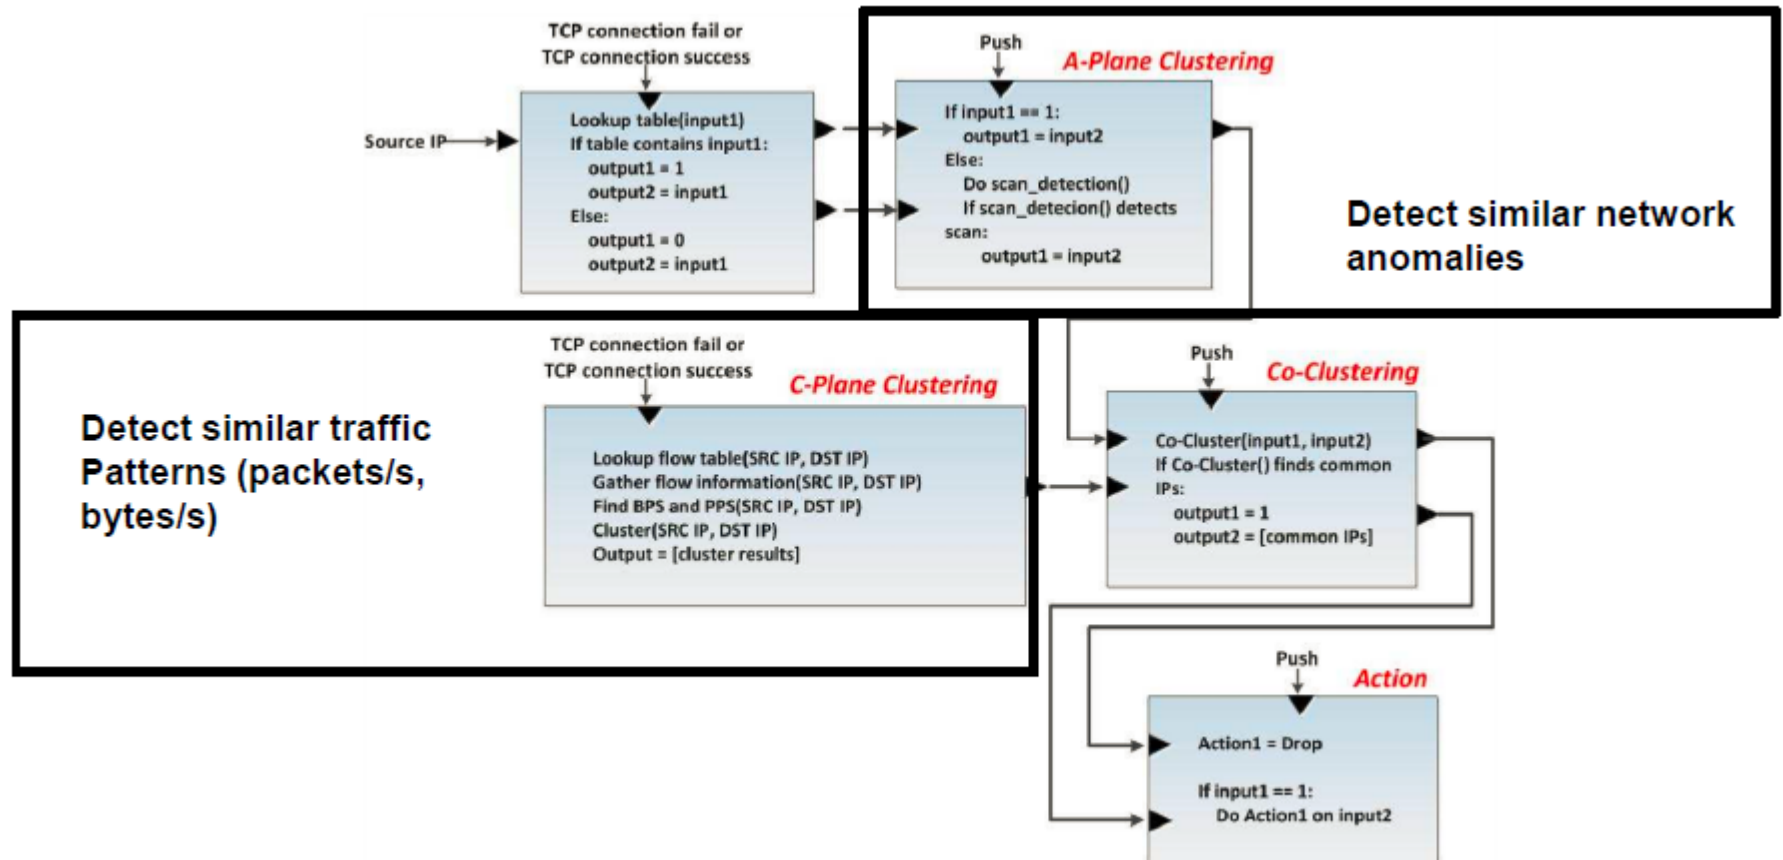 TCP connection fail or
TCP connection success
Source IP
Lookup table(input1)
If table contains input1:
output1 = 1
output2 = input1
Else:
output1 = 0
output2 = input1
Push
A-Plane Clustering
If input1 == 1:
output1 = input2
Else:
Do scan_detection()
If scan_detecion() detects
scan:
output1 = input2
Detect similar network
anomalies
Detect similar traffic
Patterns (packets/s,
bytes/s)
TCP connection fail or
TCP connection success
C-Plane Clustering
Lookup flow table(SRC IP, DST IP)
Gather flow information(SRC IP, DST IP)
Find BPS and PPS(SRC IP, DST IP)
Cluster(SRC IP, DST IP)
Output = [cluster results]
Push
Co-Clustering
Co-Cluster(input1, input2)
If Co-Cluster() finds common
IPs:
output1 = 1
output2 = [common IPs]
Push
Action
Action1 = Drop
If input1 == 1:
Do Action1 on input2